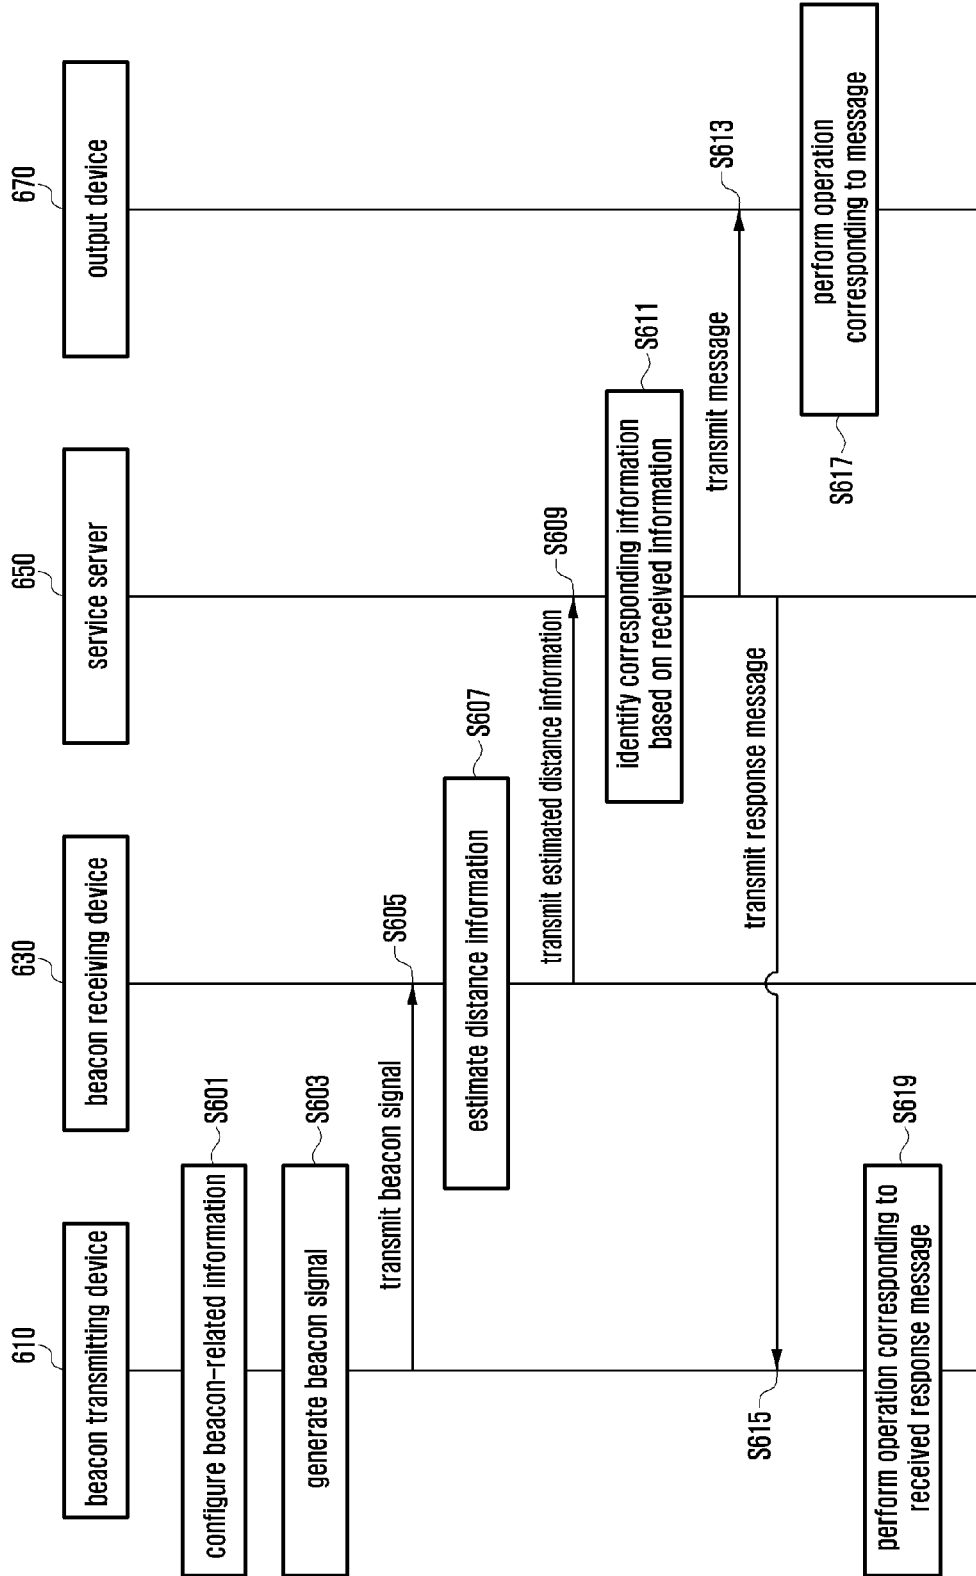 610
beacon transmitting device
630
beacon receiving device
650
service server
670
output device
configure beacon-related information
S601
generate beacon signal
S603
transmit beacon signal
S605
estimate distance information
S607
transmit estimated distance information
S609
identify corresponding information
based on received information
S611
transmit message
S613
transmit response message
S615
perform operation
corresponding to message
S617
perform operation corresponding to
received response message
S619